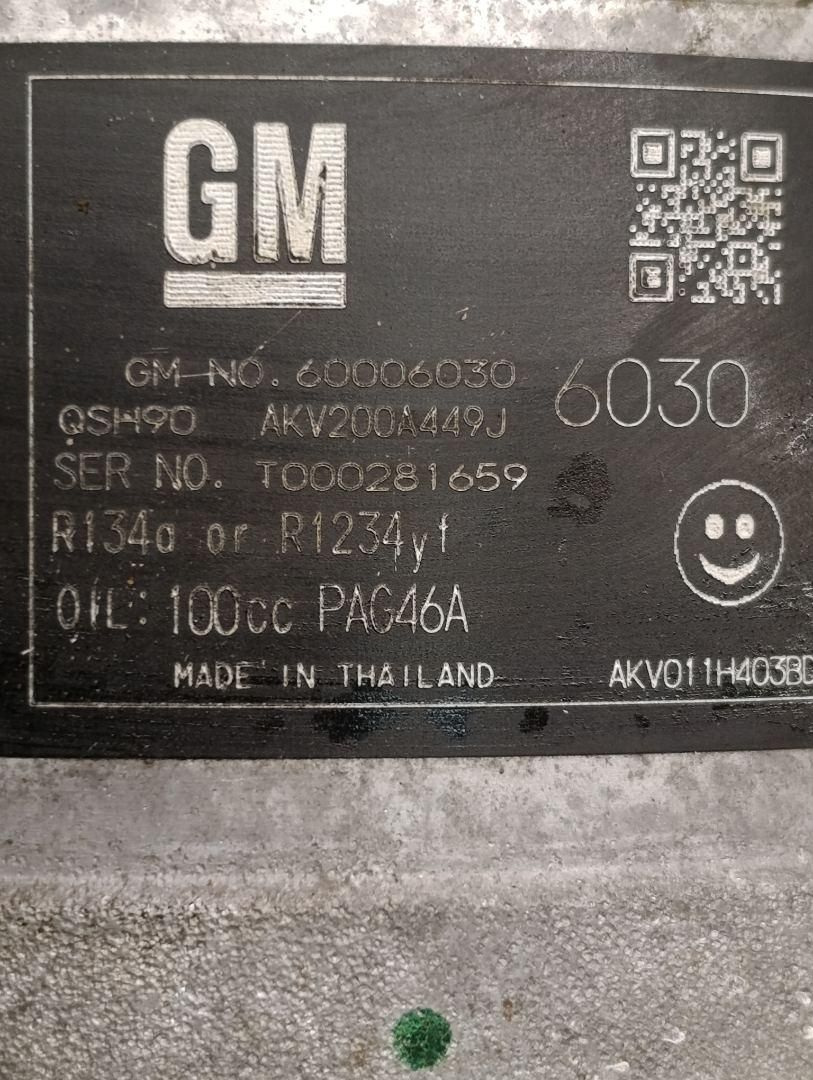 GM
GM-NO. 60006030 6030
QSH90 AKV200A449J
SER NO. T000281659
R134a or R1234yf
OIL: 100cc PAG46A
MADE IN THAILAND AKV011H403BD